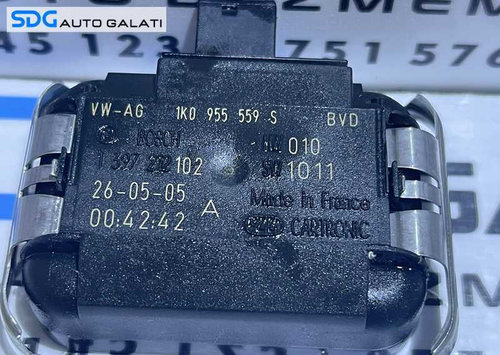 SDG AUTO GALATI
VW-AG 1K0 955 559 S BVD
BOSCH 010
1 397 212 102 SW 1011
26-05-05 A Made in France
00:42:42 CARTRONIC